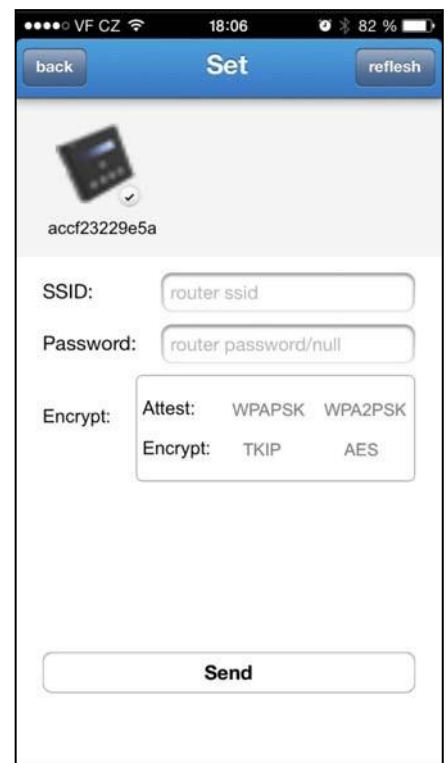 VF CZ 18:06 82 %
back Set reflesh
accf23229e5a
SSID: router ssid
Password: router password/null
Encrypt:
Attest: WPAPSK WPA2PSK
Encrypt: TKIP AES
Send